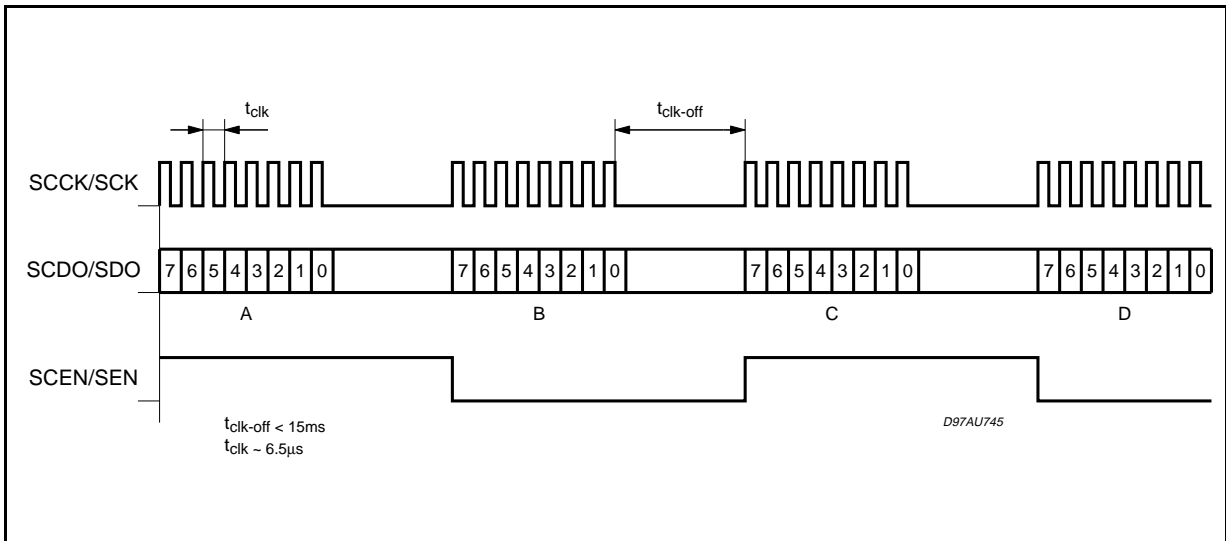 tclk
tclk-off
SCCK/SCK
SCDO/SDO
7 6 5 4 3 2 1 0 7 6 5 4 3 2 1 0 7 6 5 4 3 2 1 0 7 6 5 4 3 2 1 0
A B C D
SCEN/SEN
tclk-off < 15ms
tclk ~ 6.5µs
D97AU745